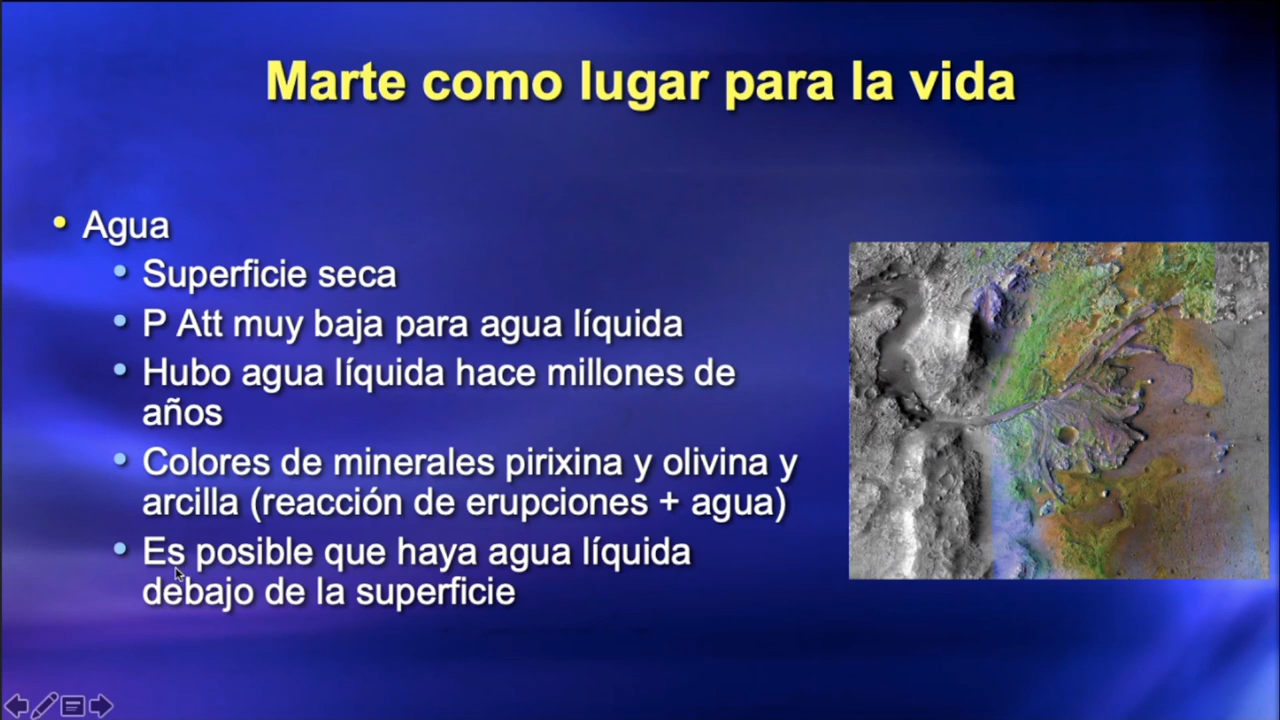 Marte como lugar para la vida
• Agua
• Superficie seca
• P Att muy baja para agua líquida
• Hubo agua líquida hace millones de
años
• Colores de minerales pirixina y olivina y
arcilla (reacción de erupciones + agua)
• Es posible que haya agua líquida
debajo de la superficie